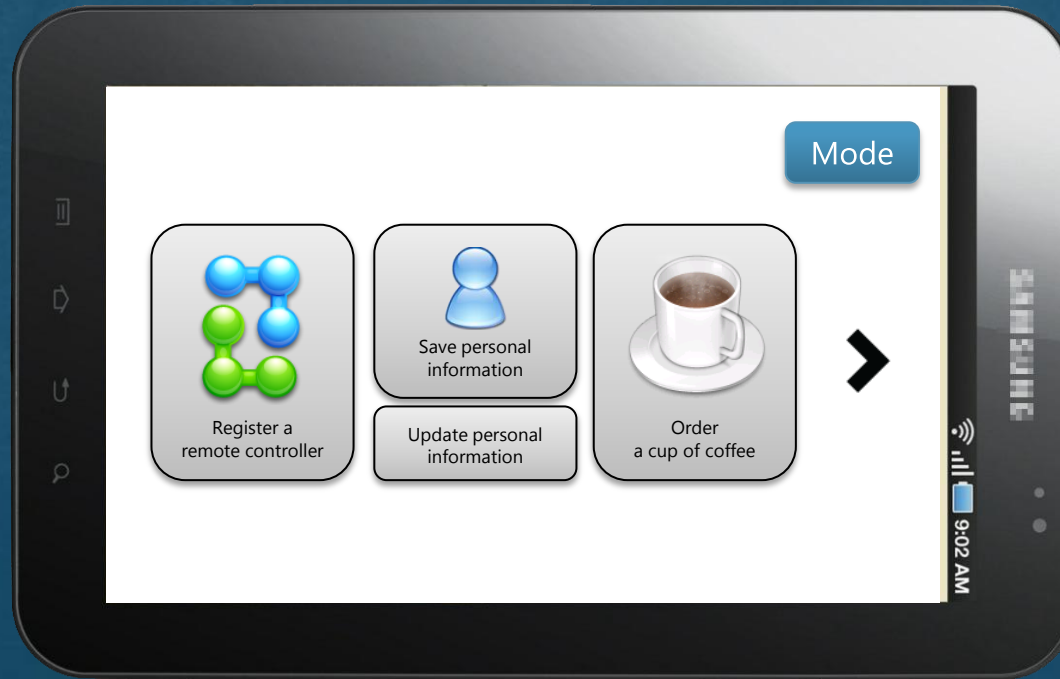 Mode
Register a
remote controller
Save personal
information
Update personal
information
Order
a cup of coffee
9:02 AM